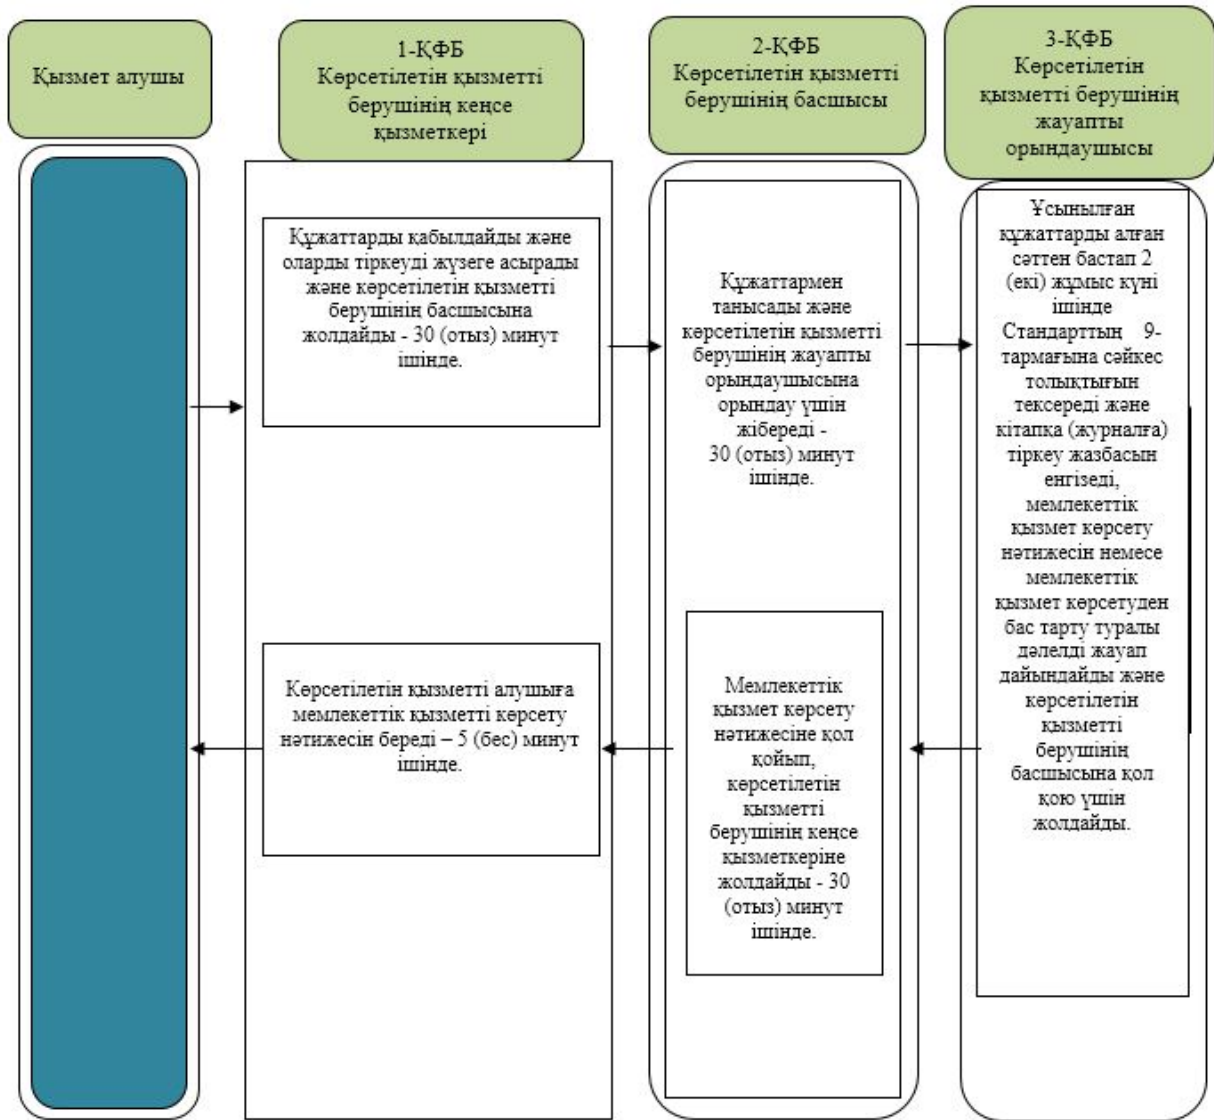 Қызмет алушы
1-ҚФБ
Көрсетілетін қызметті
берушінің кеңсе
қызметкері
2-ҚФБ
Көрсетілетін қызметті
берушінің басшысы
3-ҚФБ
Көрсетілетін
қызметті берушінің
жауапты
орындаушысы
Құжаттарды қабылдайды және
оларды тіркеуді жүзеге асырады
және көрсетілетін қызметті
берушінің басшысына
жолдайды - 30 (отыз) минут
ішінде.
Көрсетілетін қызметті алушыға
мемлекеттік қызметті көрсету
нәтижесін береді – 5 (бес) минут
ішінде.
Құжаттармен
танысады және
көрсетілетін қызметті
берушінің жауапты
орындаушысына
орындау үшін
жібереді -
30 (отыз) минут
ішінде.
Мемлекеттік
қызмет көрсету
нәтижесіне қол
қойып,
көрсетілетін
қызметті
берушінің кеңсе
қызметкеріне
жолдайды - 30
(отыз) минут
ішінде.
Ұсынылған
құжаттарды алған
сәттен бастап 2
(екі) жұмыс күні
ішінде
Стандарттың 9-
тармағына сәйкес
толықтығын
тексереді және
кітапқа (журналға)
тіркеу жазбасын
енгізеді,
мемлекеттік
қызмет көрсету
нәтижесін немесе
мемлекеттік
қызмет көрсетуден
бас тарту туралы
дәлелді жауап
дайындайды және
көрсетілетін
қызметті
берушінің
басшысына қол
қою үшін
жолдайды.